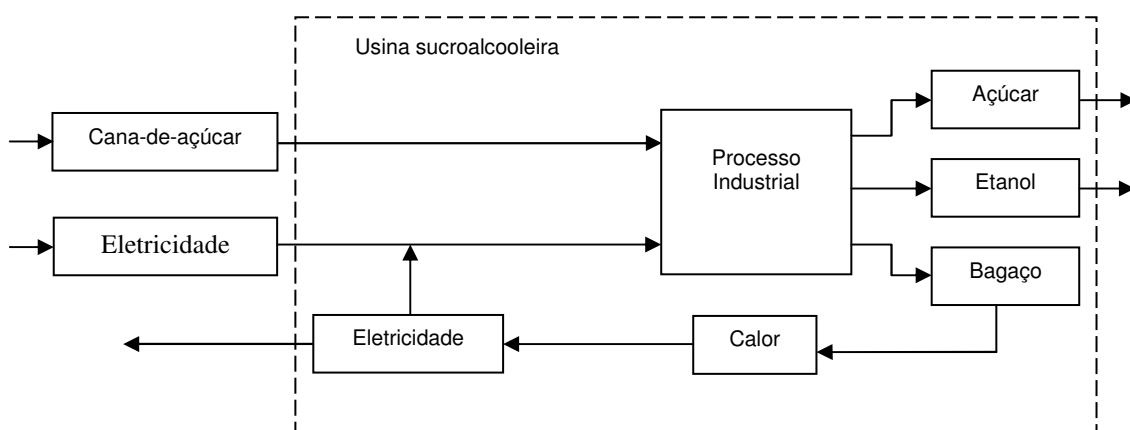 Usina sucroalcooleira
Açúcar
Cana-de-açúcar
Processo
Industrial
Etanol
Eletricidade
Bagaço
Eletricidade
Calor